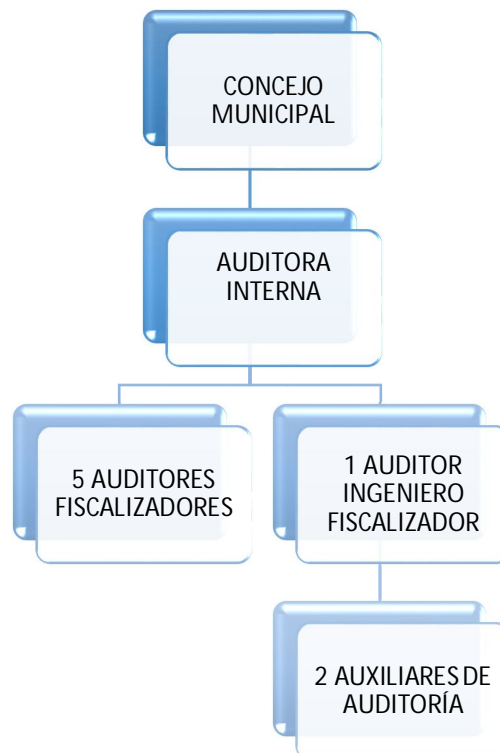 CONCEJO
MUNICIPAL
AUDITORA
INTERNA
5 AUDITORES
FISCALIZADORES
1 AUDITOR
INGENIERO
FISCALIZADOR
2 AUXILIARES DE
AUDITORÍA